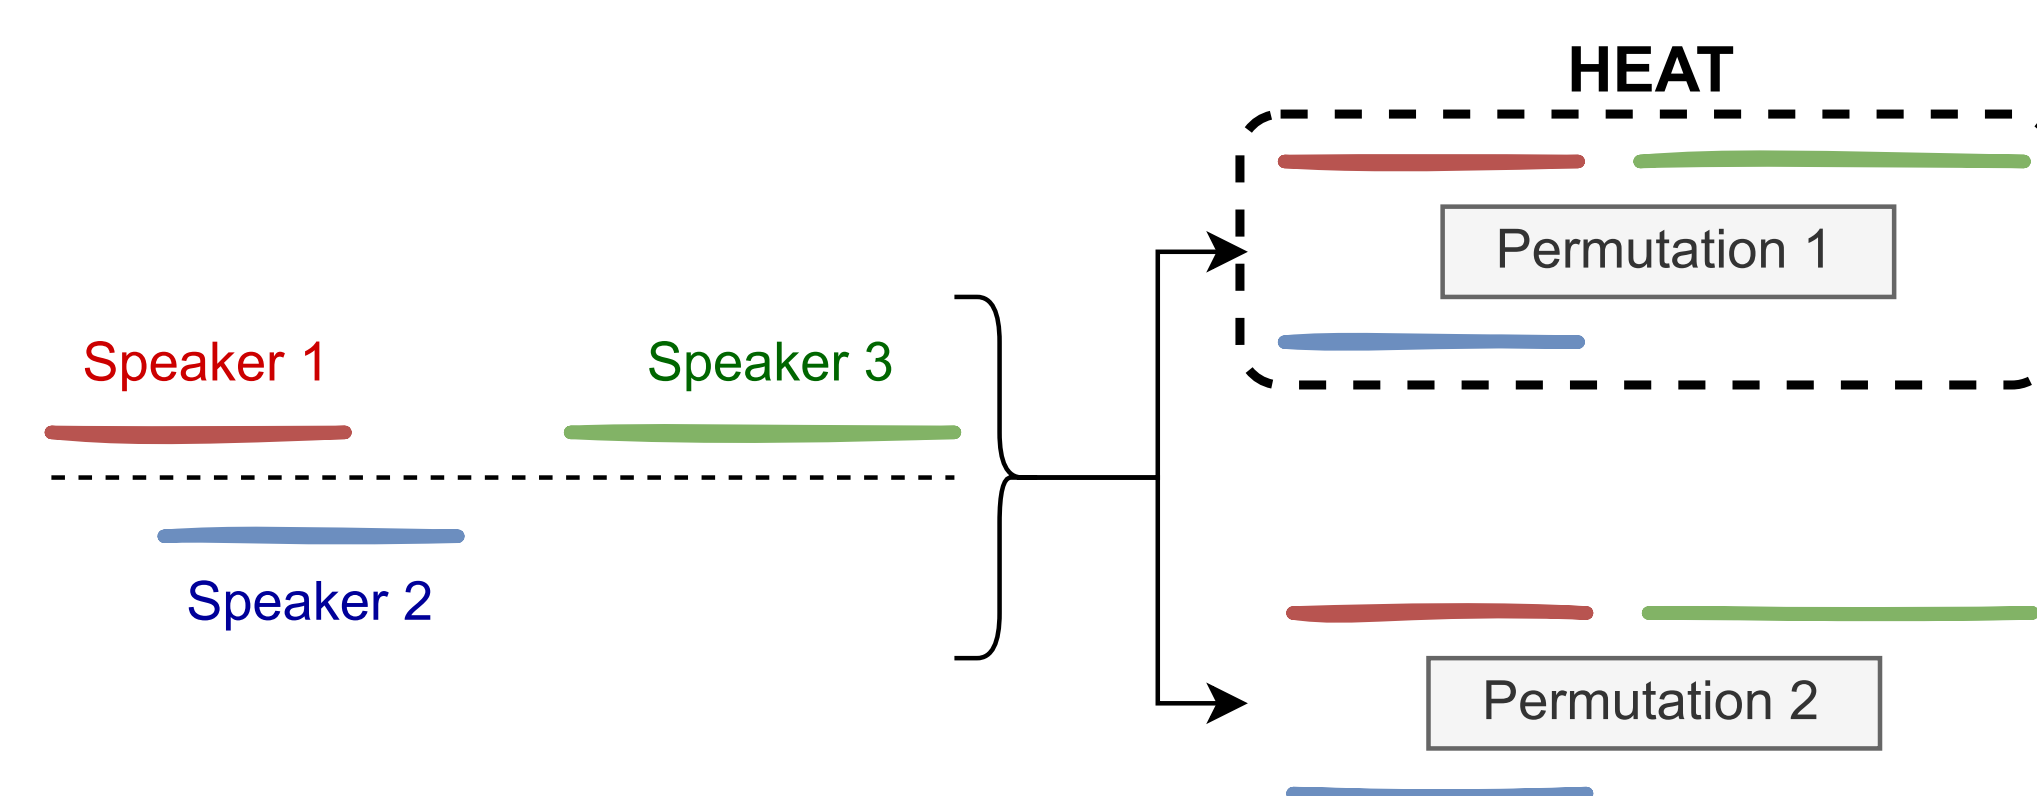 HEAT
Permutation 1
Speaker 1
Speaker 3
Speaker 2
Permutation 2